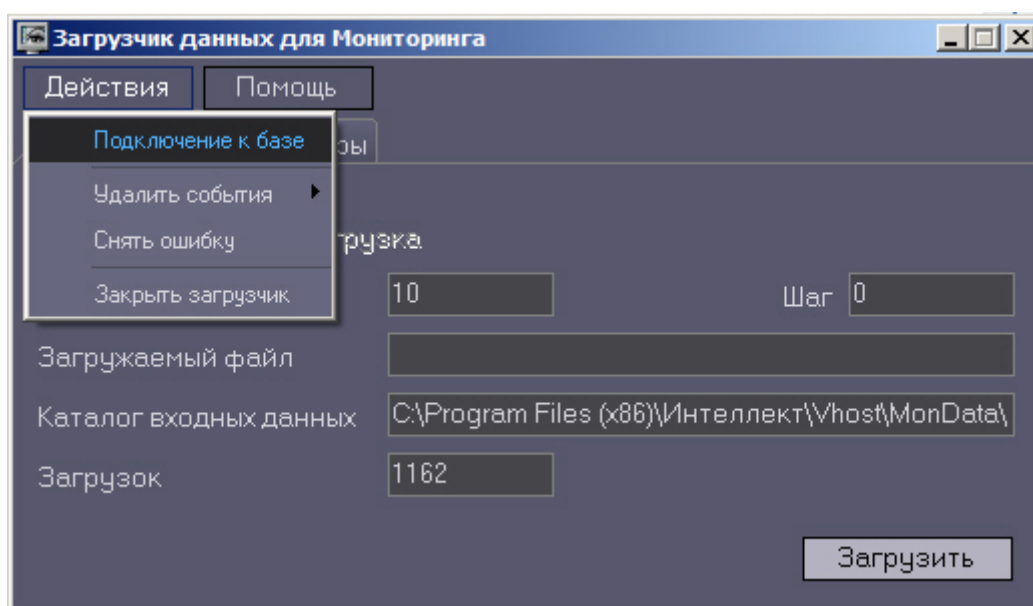 Загрузчик данных для Мониторинга
Действия Помощь
Подключение к базе
ры
Удалить события
Снять ошибку
грузка
Закрыть загрузчик
10 Шаг 0
Загружаемый файл
Каталог входных данных C:\Program Files (x86)\Интеллект\Vhost\MonData\
Загрузок 1162
Загрузить